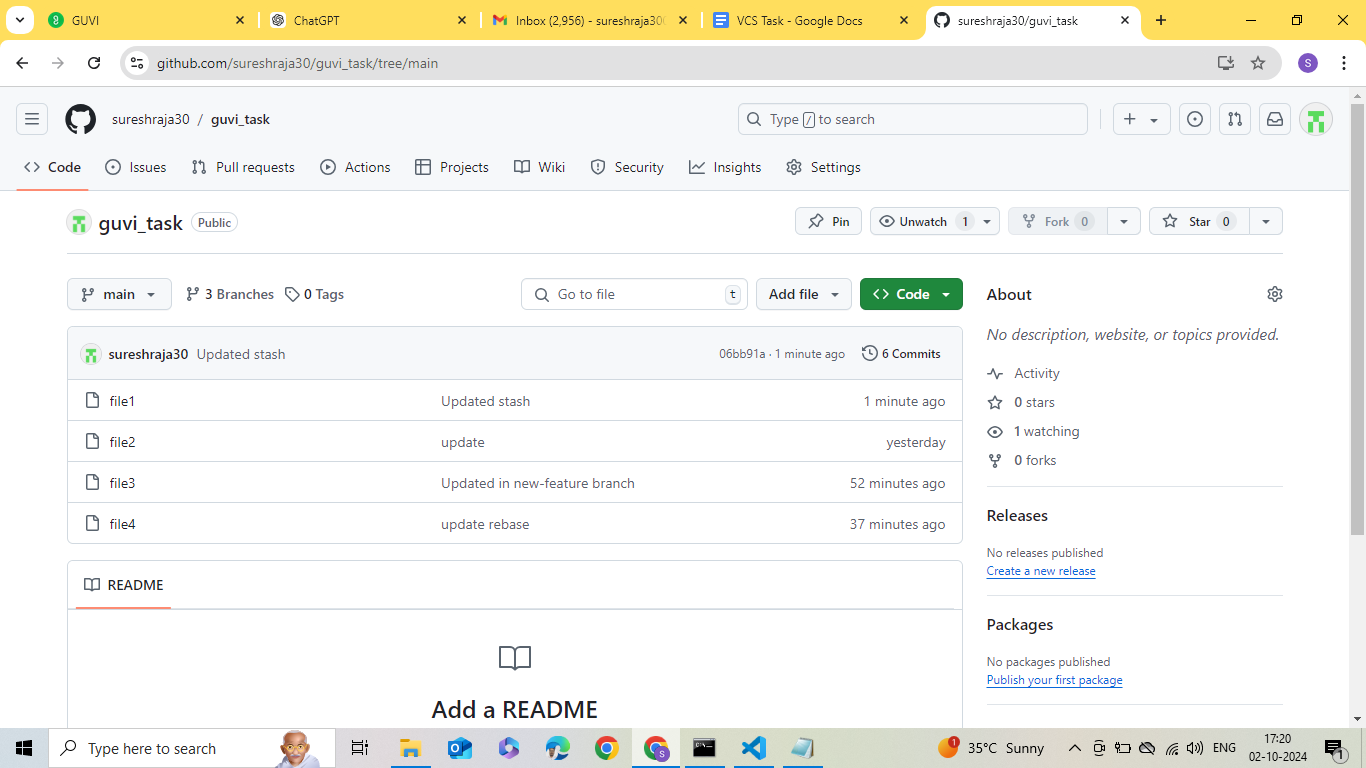 GUVI
ChatGPT
Inbox (2,956) - sureshraja30
VCS Task - Google Docs
sureshraja30/guvi_task
github.com/sureshraja30/guvi_task/tree/main
S
sureshraja30 / guvi_task
Type / to search
Code
Issues
Pull requests
Actions
Projects
Wiki
Security
Insights
Settings
guvi_task
Public
Pin
Unwatch 1
Fork 0
Star 0
main
3 Branches
0 Tags
Go to file
t
Add file
<> Code
About
No description, website, or topics provided.
sureshraja30 Updated stash
06bb91a · 1 minute ago
6 Commits
file1 Updated stash 1 minute ago
file2 update yesterday
file3 Updated in new-feature branch 52 minutes ago
file4 update rebase 37 minutes ago
Activity
0 stars
1 watching
0 forks
Releases
No releases published
Create a new release
README
Add a README
Packages
No packages published
Publish your first package
Type here to search
S
1
35°C Sunny
ENG
17:20
02-10-2024
1